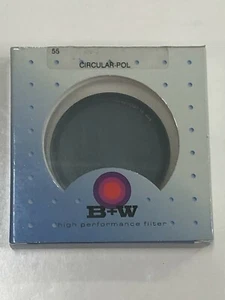 55
CIRCULAR-POL
B+W
high performance filter